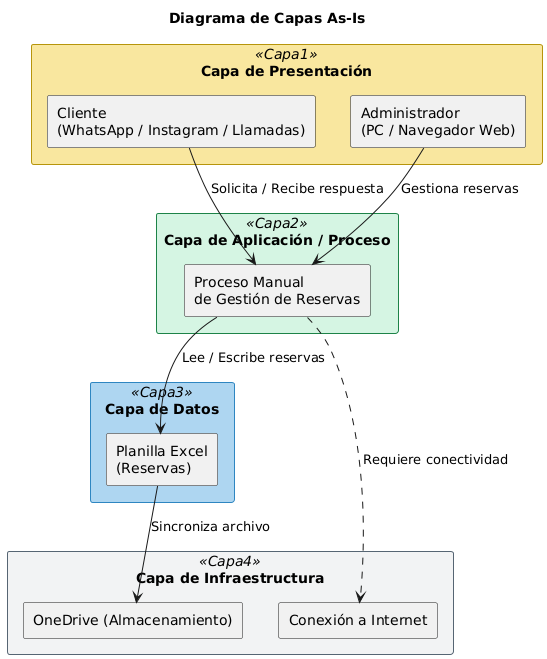 Diagrama de Capas As-Is
«Capa1»
Capa de Presentación
Cliente
(WhatsApp / Instagram / Llamadas)
Administrador
(PC / Navegador Web)
Solicita / Recibe respuesta
Gestiona reservas
«Capa2»
Capa de Aplicación / Proceso
Proceso Manual
de Gestión de Reservas
Lee / Escribe reservas
«Capa3»
Capa de Datos
Planilla Excel
(Reservas)
Requiere conectividad
Sincroniza archivo
«Capa4»
Capa de Infraestructura
OneDrive (Almacenamiento)
Conexión a Internet